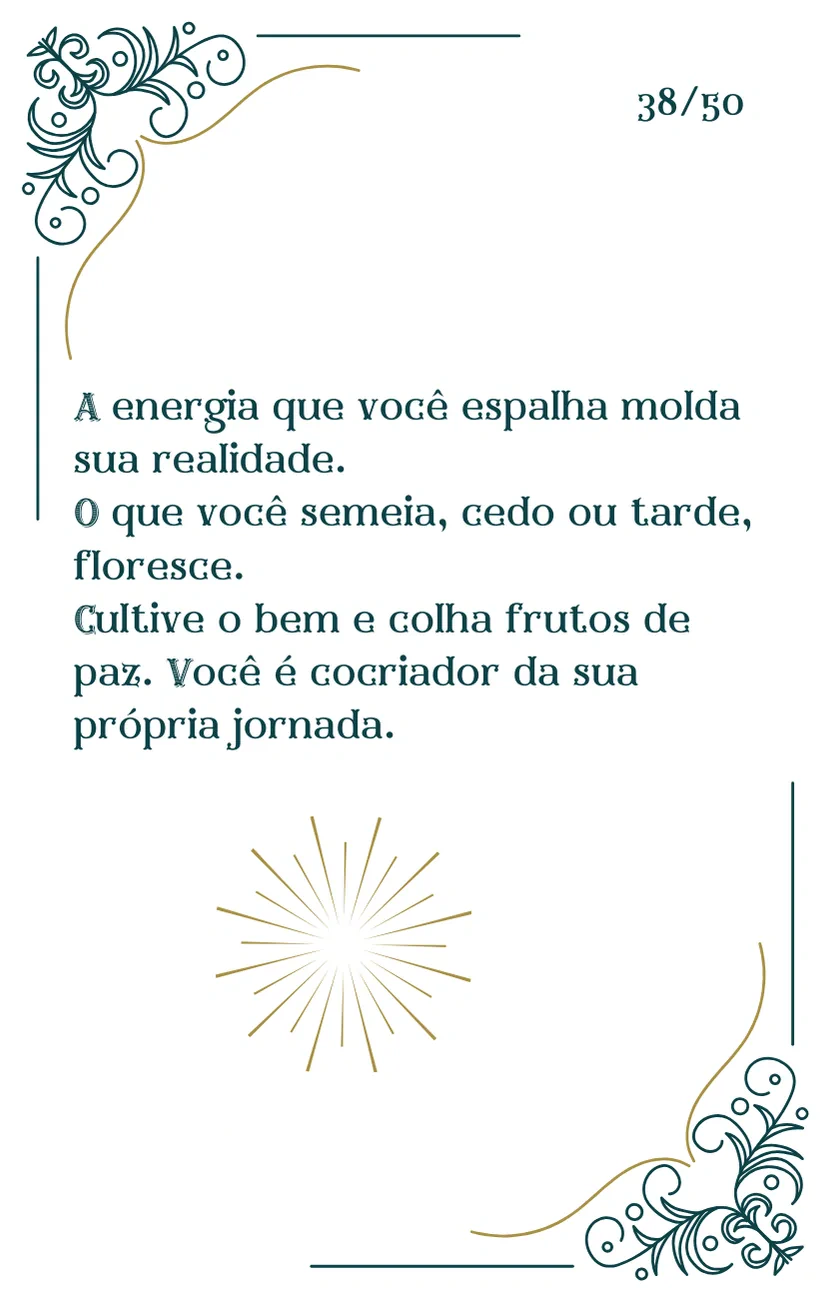 38/50
A energia que você espalha molda
sua realidade.
O que você semeia, cedo ou tarde,
floresce.
Cultive o bem e colha frutos de
paz. Você é cocriador da sua
própria jornada.